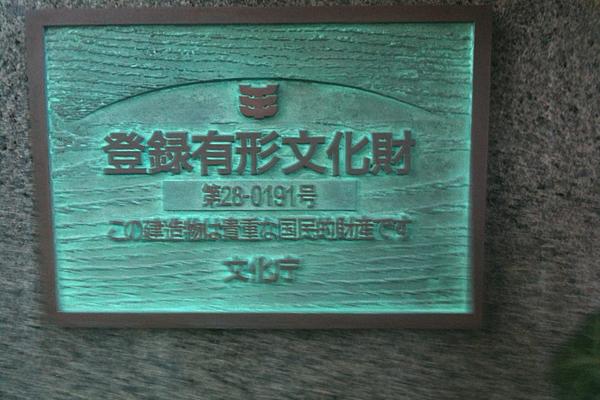 登録有形文化財
第28-0191号
この建造物は貴重な国民的財産です
文化庁